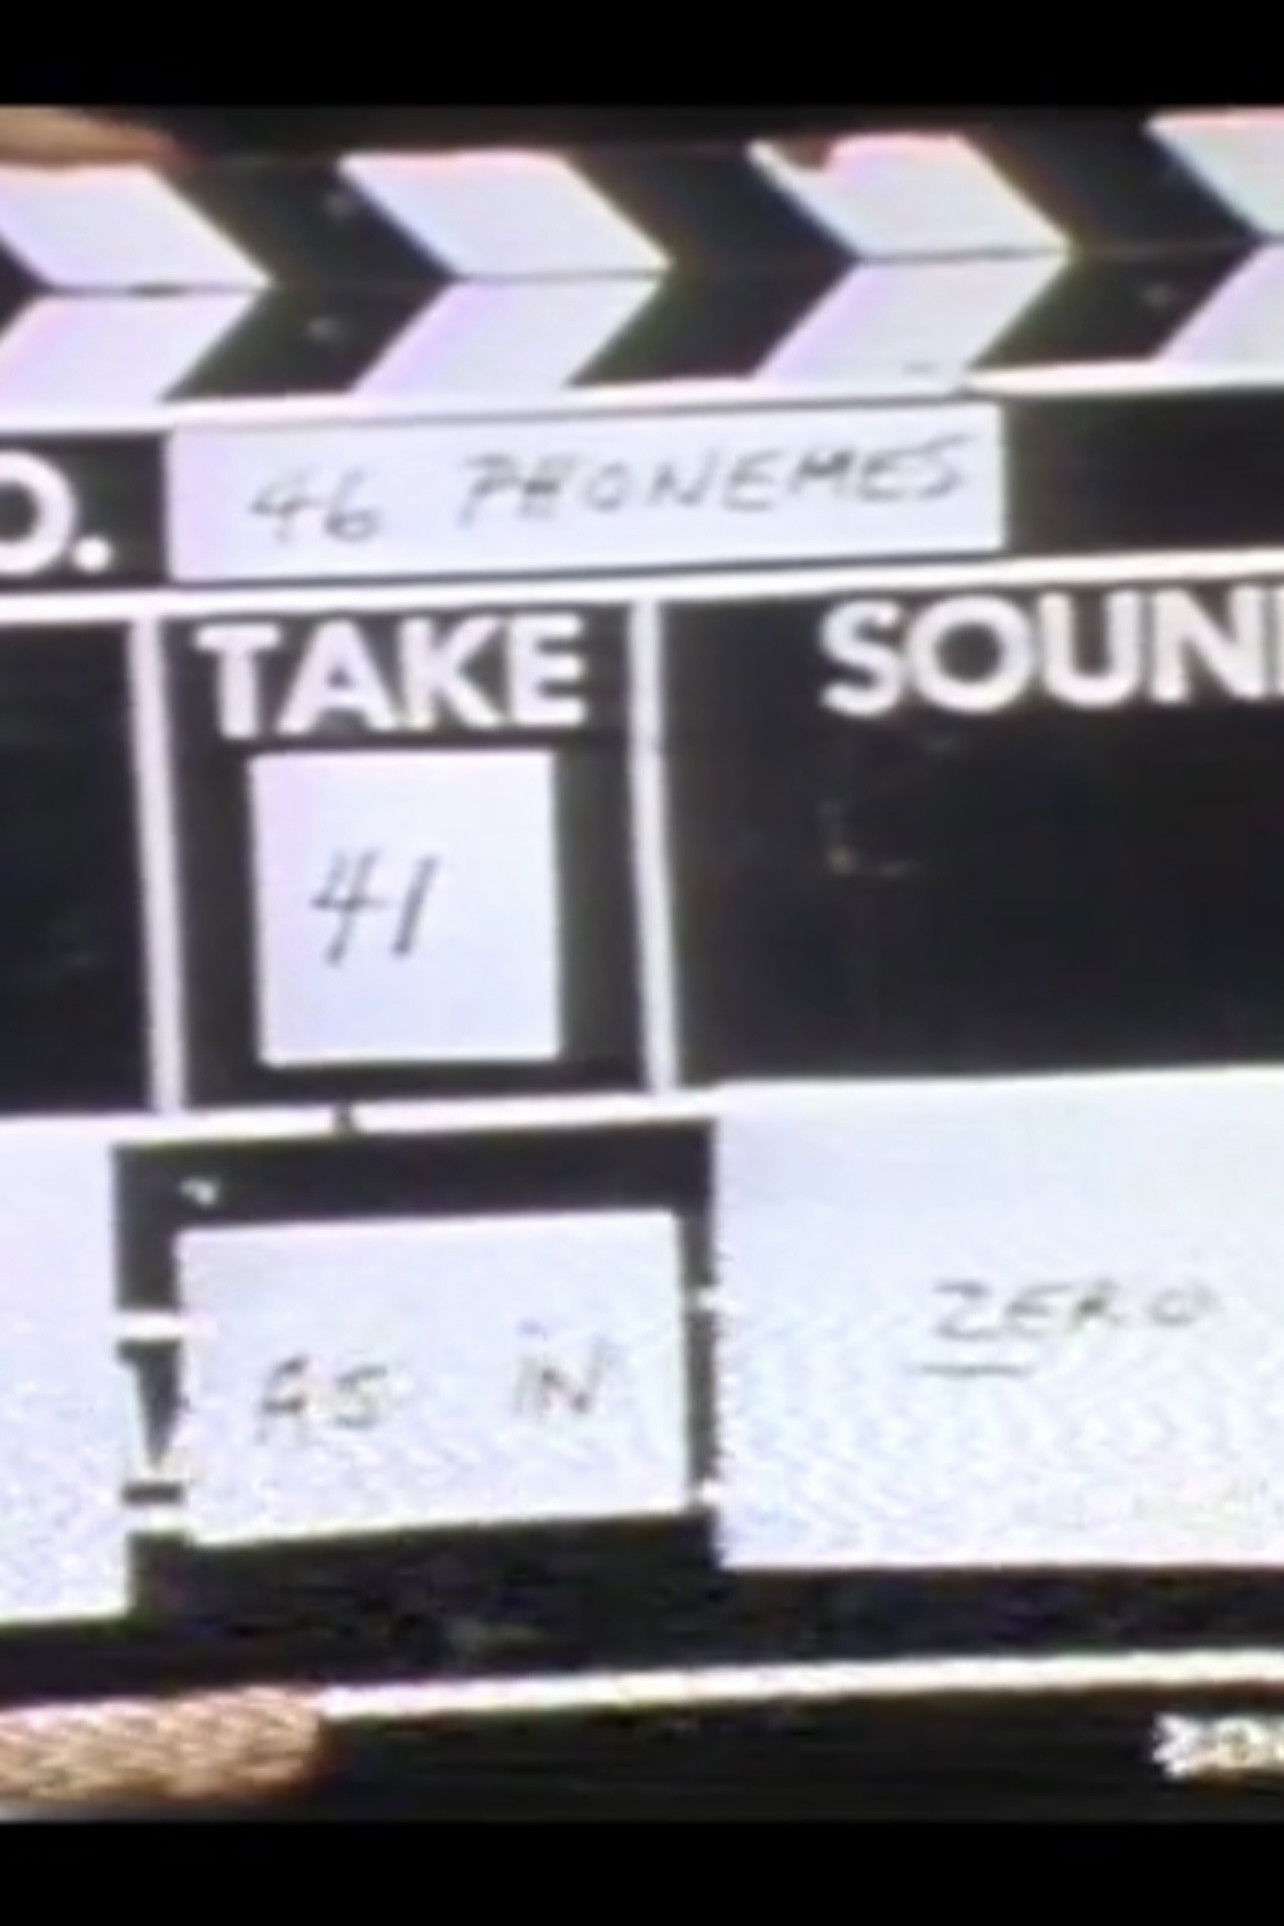 O. 46 PHONEMES
TAKE SOUN
41
AS IN ZERO